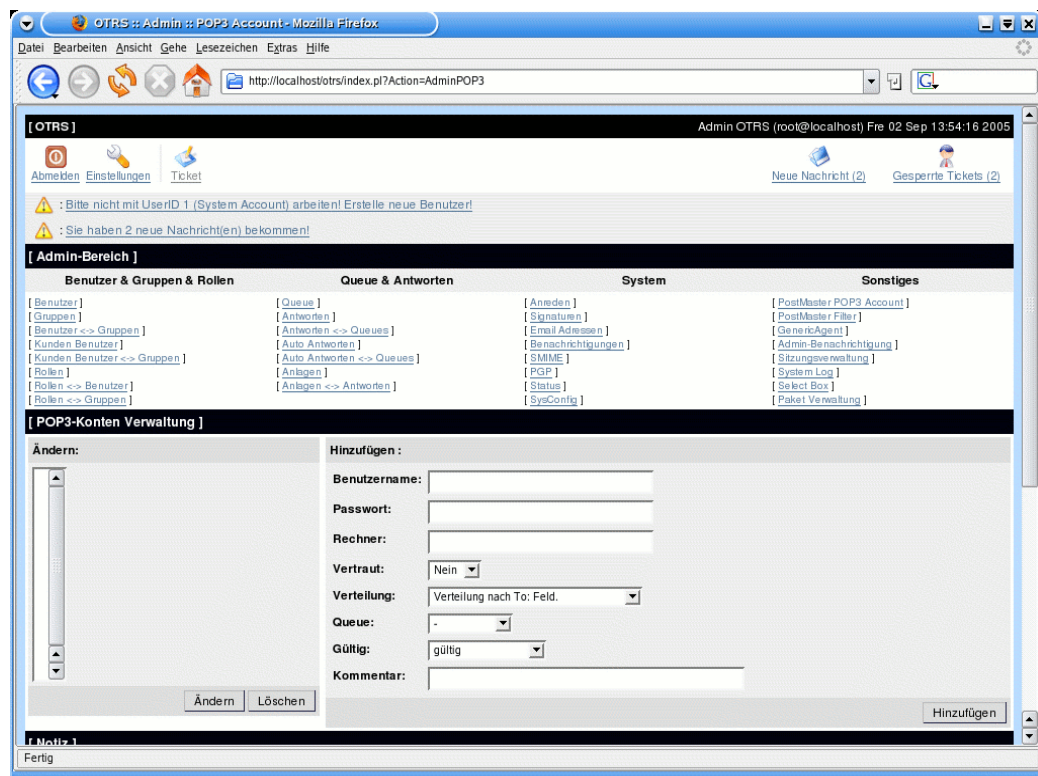 OTRS :: Admin :: POP3 Account - Mozilla Firefox
Datei Bearbeiten Ansicht Gehe Lesezeichen Extras Hilfe
http://localhost/otrs/index.pl?Action=AdminPOP3
G
[ OTRS ] Admin OTRS (root@localhost) Fre 02 Sep 13:54:16 2005
Abmelden Einstellungen Ticket Neue Nachricht (2) Gesperrte Tickets (2)
: Bitte nicht mit UserID 1 (System Account) arbeiten! Erstelle neue Benutzer!
: Sie haben 2 neue Nachricht(en) bekommen!
[ Admin-Bereich ]
Benutzer & Gruppen & Rollen Queue & Antworten System Sonstiges
[ Benutzer ] [ Queue ] [ Anreden ] [ PostMaster POP3 Account ]
[ Gruppen ] [ Antworten ] [ Signaturen ] [ PostMaster Filter ]
[ Benutzer <-> Gruppen ] [ Antworten <-> Queues ] [ Email Adressen ] [ GenericAgent ]
[ Kunden Benutzer ] [ Auto Antworten ] [ Benachrichtigungen ] [ Admin-Benachrichtigung ]
[ Kunden Benutzer <-> Gruppen ] [ Auto Antworten <-> Queues ] [ SMIME ] [ Sitzungsverwaltung ]
[ Rollen ] [ Anlagen ] [ PGP ] [ System Log ]
[ Rollen <-> Benutzer ] [ Anlagen <-> Antworten ] [ Status ] [ Select Box ]
[ Rollen <-> Gruppen ] [ SysConfig ] [ Paket Verwaltung ]
[ POP3-Konten Verwaltung ]
Ändern: Hinzufügen :
Benutzername:
Passwort:
Rechner:
Vertraut: Nein
Verteilung: Verteilung nach To: Feld.
Queue: -
Gültig: gültig
Kommentar:
Ändern Löschen
Hinzufügen
[ Notiz ]
Fertig